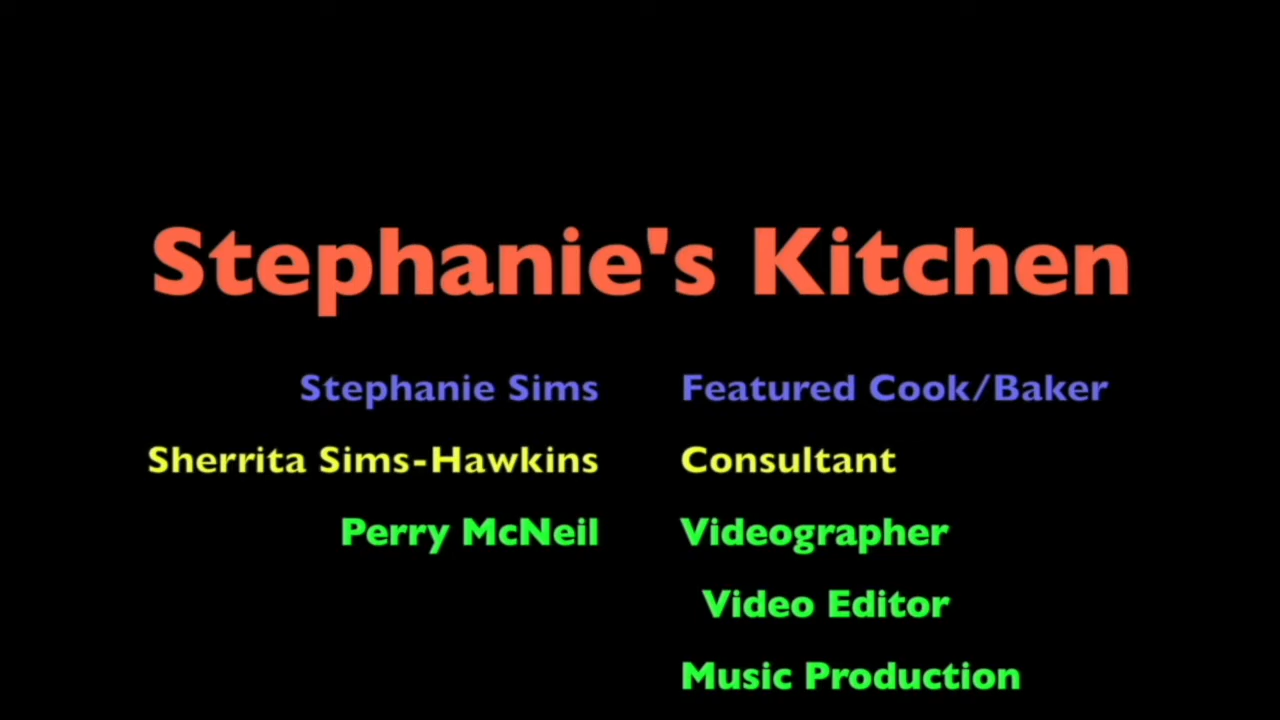 Stephanie's Kitchen
Stephanie Sims Featured Cook/Baker
Sherrita Sims-Hawkins Consultant
Perry McNeil Videographer
Video Editor
Music Production